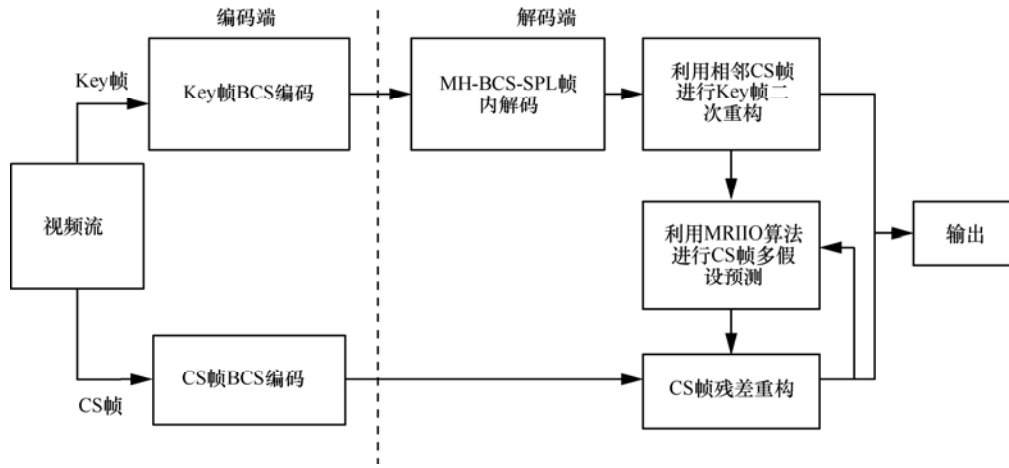 编码端
解码端
Key帧
Key帧BCS编码
MH-BCS-SPL帧
内解码
利用相邻CS帧
进行Key帧二
次重构
视频流
利用MRIIO算法
进行CS帧多假
设预测
输出
CS帧BCS编码
CS帧残差重构
CS帧